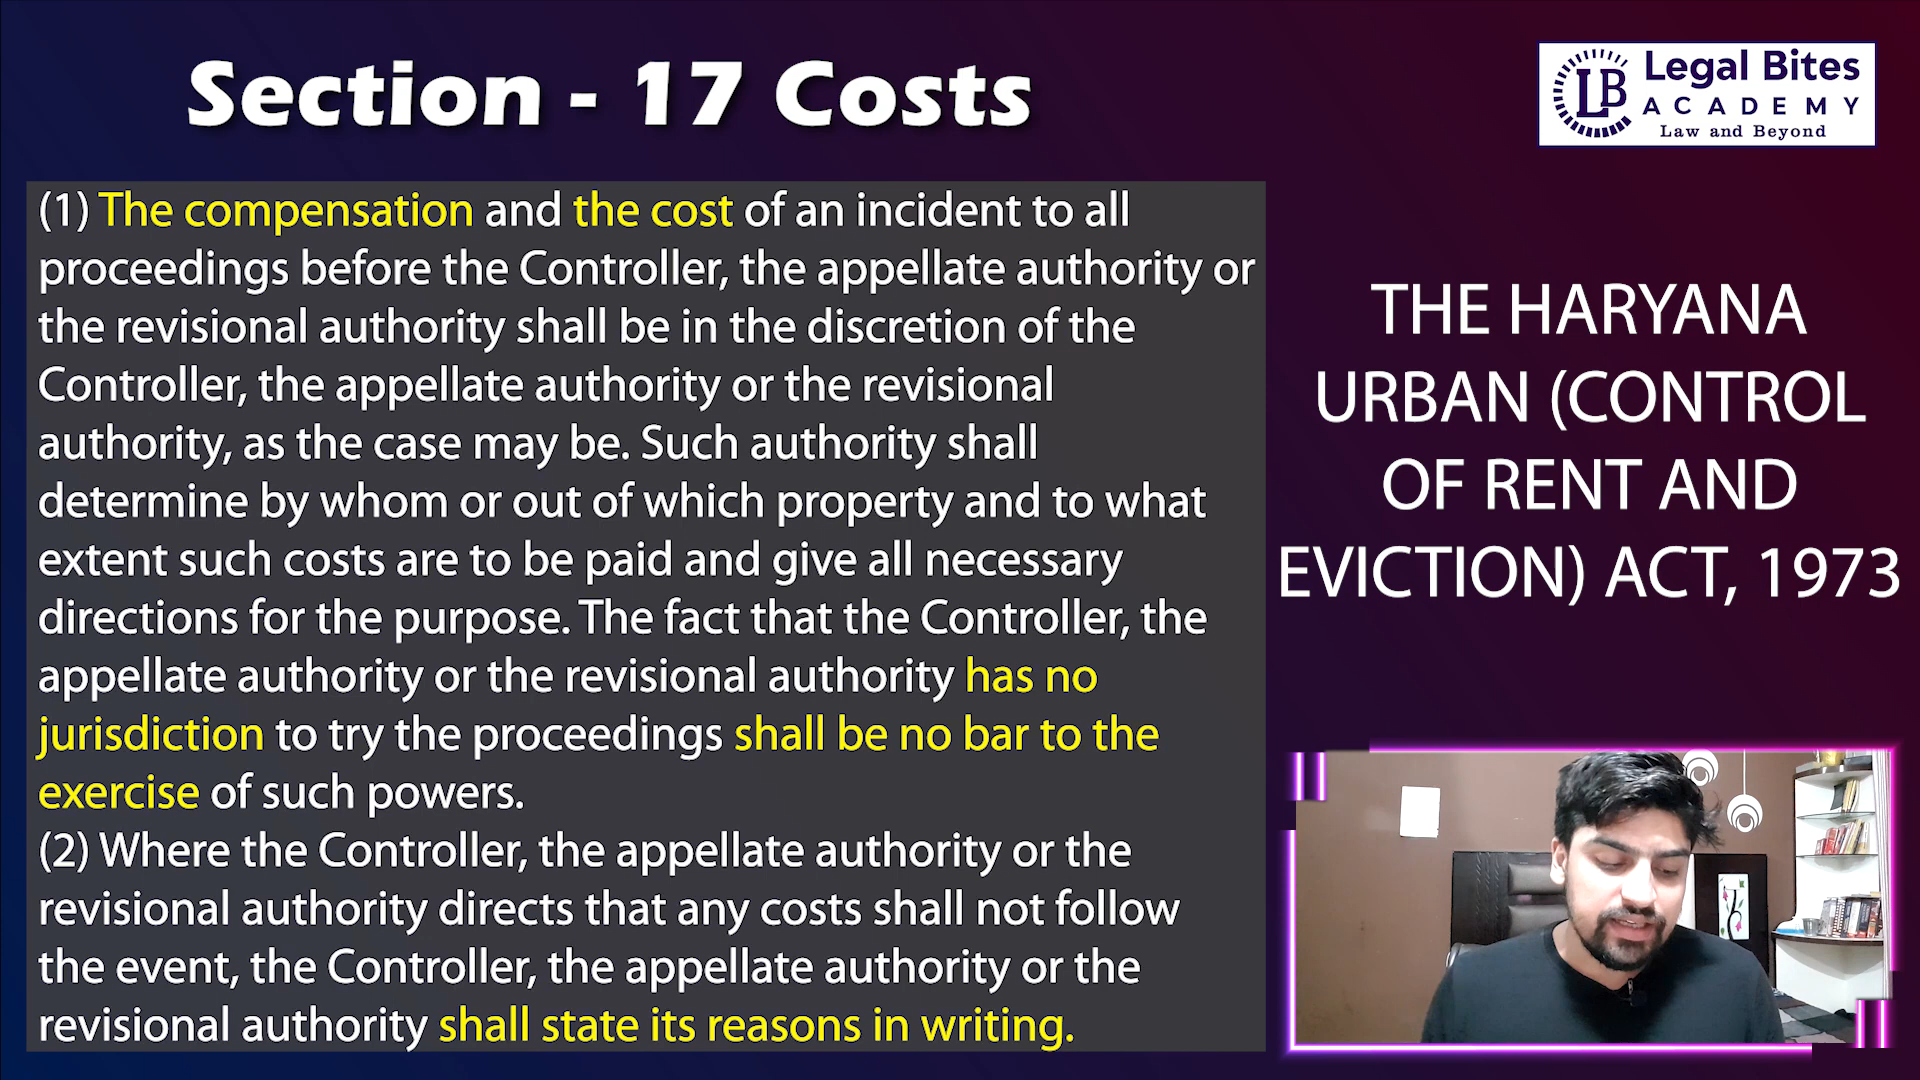 Section - 17 Costs
LB
Legal Bites
ACADEMY
Law and Beyond
(1) The compensation and the cost of an incident to all
proceedings before the Controller, the appellate authority or
the revisional authority shall be in the discretion of the
Controller, the appellate authority or the revisional
authority, as the case may be. Such authority shall
determine by whom or out of which property and to what
extent such costs are to be paid and give all necessary
directions for the purpose. The fact that the Controller, the
appellate authority or the revisional authority has no
jurisdiction to try the proceedings shall be no bar to the
exercise of such powers.
(2) Where the Controller, the appellate authority or the
revisional authority directs that any costs shall not follow
the event, the Controller, the appellate authority or the
revisional authority shall state its reasons in writing.
THE HARYANA
URBAN (CONTROL
OF RENT AND
EVICTION) ACT, 1973